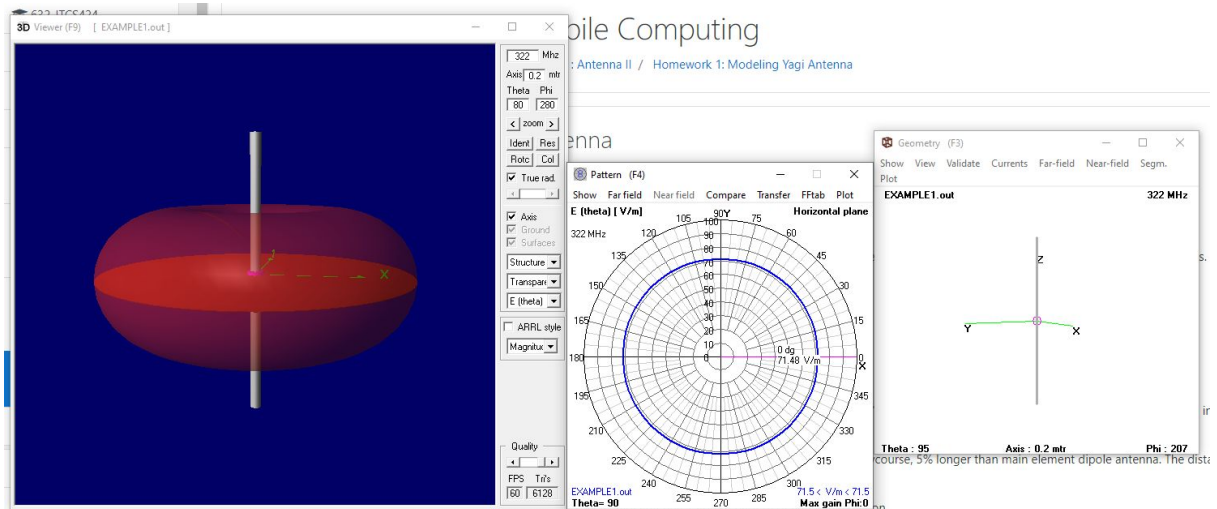 632 ITCS424
3D Viewer (F9) [ EXAMPLE1.out ]
322 Mhz
Axis 0.2 mtr
Theta Phi
80 280
< zoom >
Ident Res
Rotc Col
True rad.
Axis
Ground
Surfaces
Structure
Transpare
E (theta)
ARRL style
Magnitu
Quality
FPS Tri's
60 6128
X
bile Computing
: Antenna II / Homework 1: Modeling Yagi Antenna
enna
Pattern (F4)
Show Far field Near field Compare Transfer FFtab Plot
E (theta) [ V/m] Horizontal plane
322 MHz
90Y
105 75
120 60
135 45
150 30
165 15
180 0
X
195 345
210 330
225 315
240 300
255 285
270
100
90
80
70
60
50
40
30
20
10
0
0 dg
71.48 V/m
EXAMPLE1.out 71.5 < V/m < 71.5
Theta= 90 Max gain Phi:0
Geometry (F3)
Show View Validate Currents Far-field Near-field Segm.
Plot
EXAMPLE1.out 322 MHz
Z
Y X
Theta : 95 Axis : 0.2 mtr Phi : 207
s.
in
course, 5% longer than main element dipole antenna. The dista